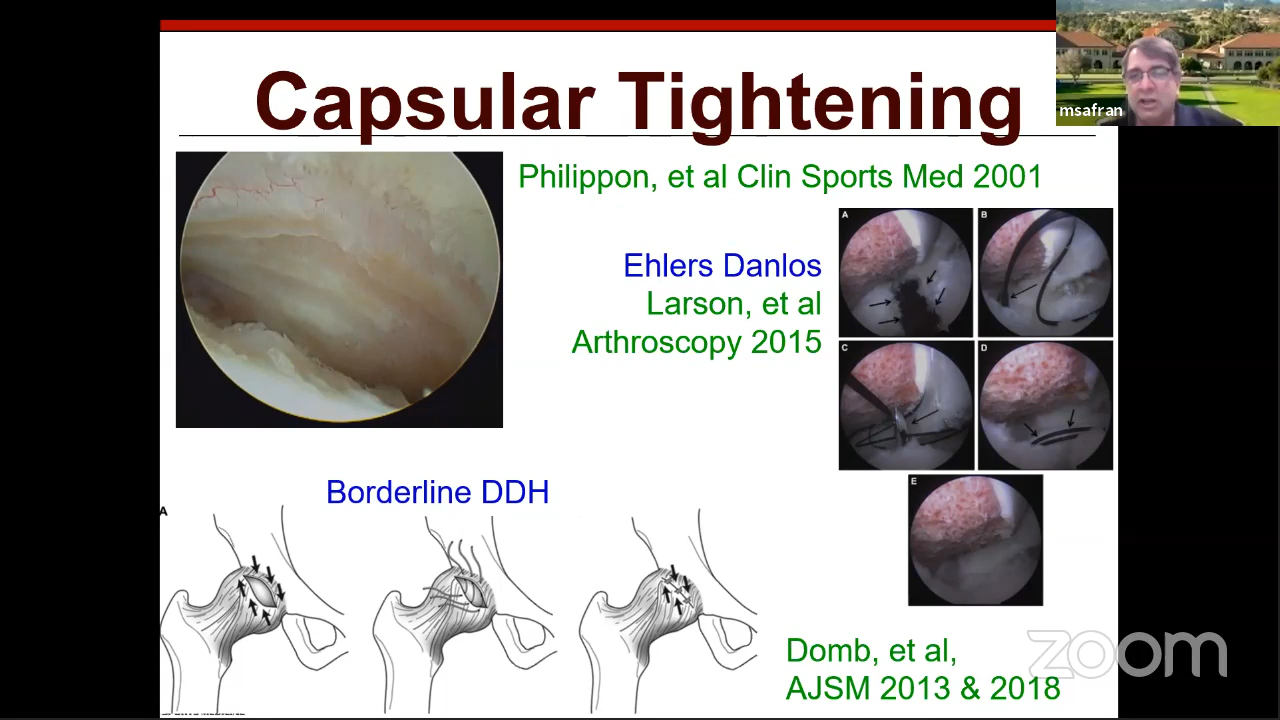 Capsular Tightening
msafran
Philippon, et al Clin Sports Med 2001
Ehlers Danlos
Larson, et al
Arthroscopy 2015
A
B
C
D
E
Borderline DDH
A
Domb, et al,
AJSM 2013 & 2018
zoom